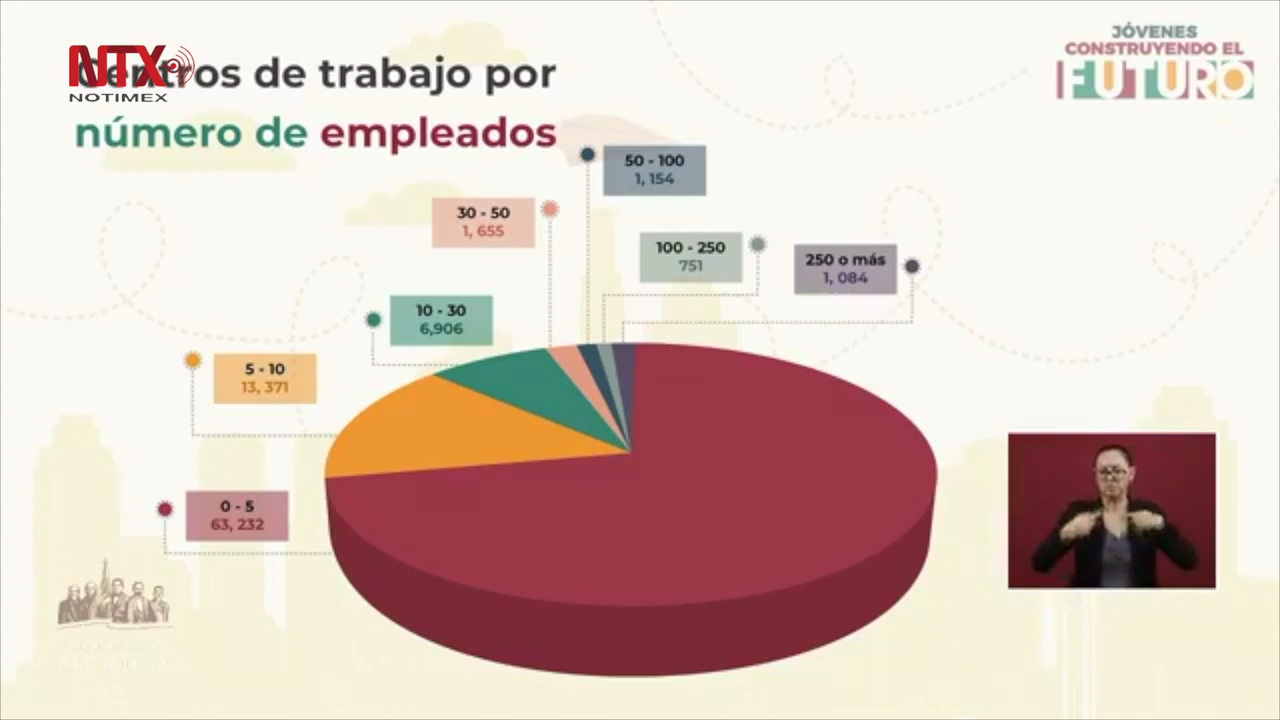 NTX
NOTIMEX
Centros de trabajo por
número de empleados
JÓVENES
CONSTRUYENDO EL
FUTURO
50 - 100
1, 154
30 - 50
1, 655
100 - 250
751
250 o más
1, 084
10 - 30
6,906
5 - 10
13, 371
0 - 5
63, 232